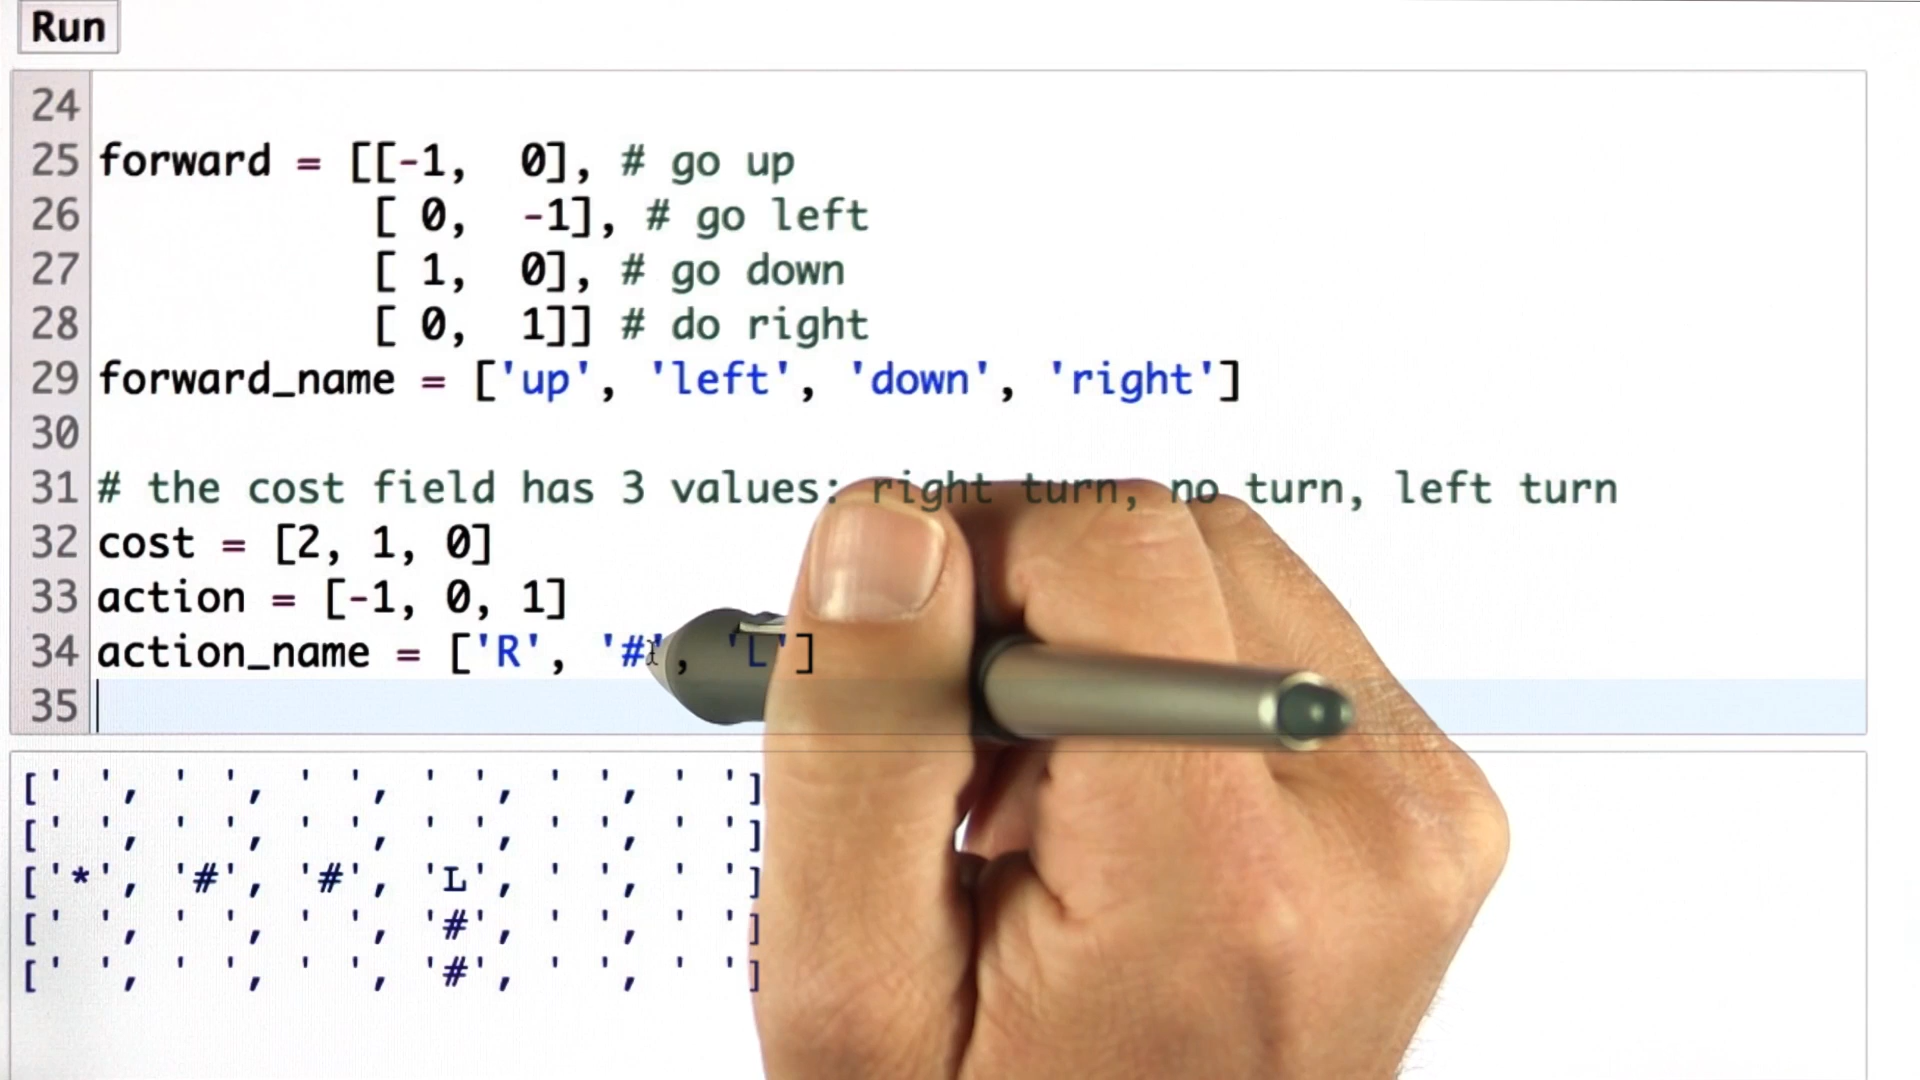 Run
24
25 forward = [[-1,  0], # go up
26            [ 0,  -1], # go left
27            [ 1,  0], # go down
28            [ 0,  1]] # do right
29 forward_name = ['up', 'left', 'down', 'right']
30
31 # the cost field has 3 values: right turn, no turn, left turn
32 cost = [2, 1, 0]
33 action = [-1, 0, 1]
34 action_name = ['R', '#', 'L']
35
[' ', ' ', ' ', ' ', ' ', ' ']
[' ', ' ', ' ', ' ', ' ', ' ']
['*', '#', '#', 'L', ' ', ' ']
[' ', ' ', ' ', '#', ' ', ' ']
[' ', ' ', ' ', '#', ' ', ' ']